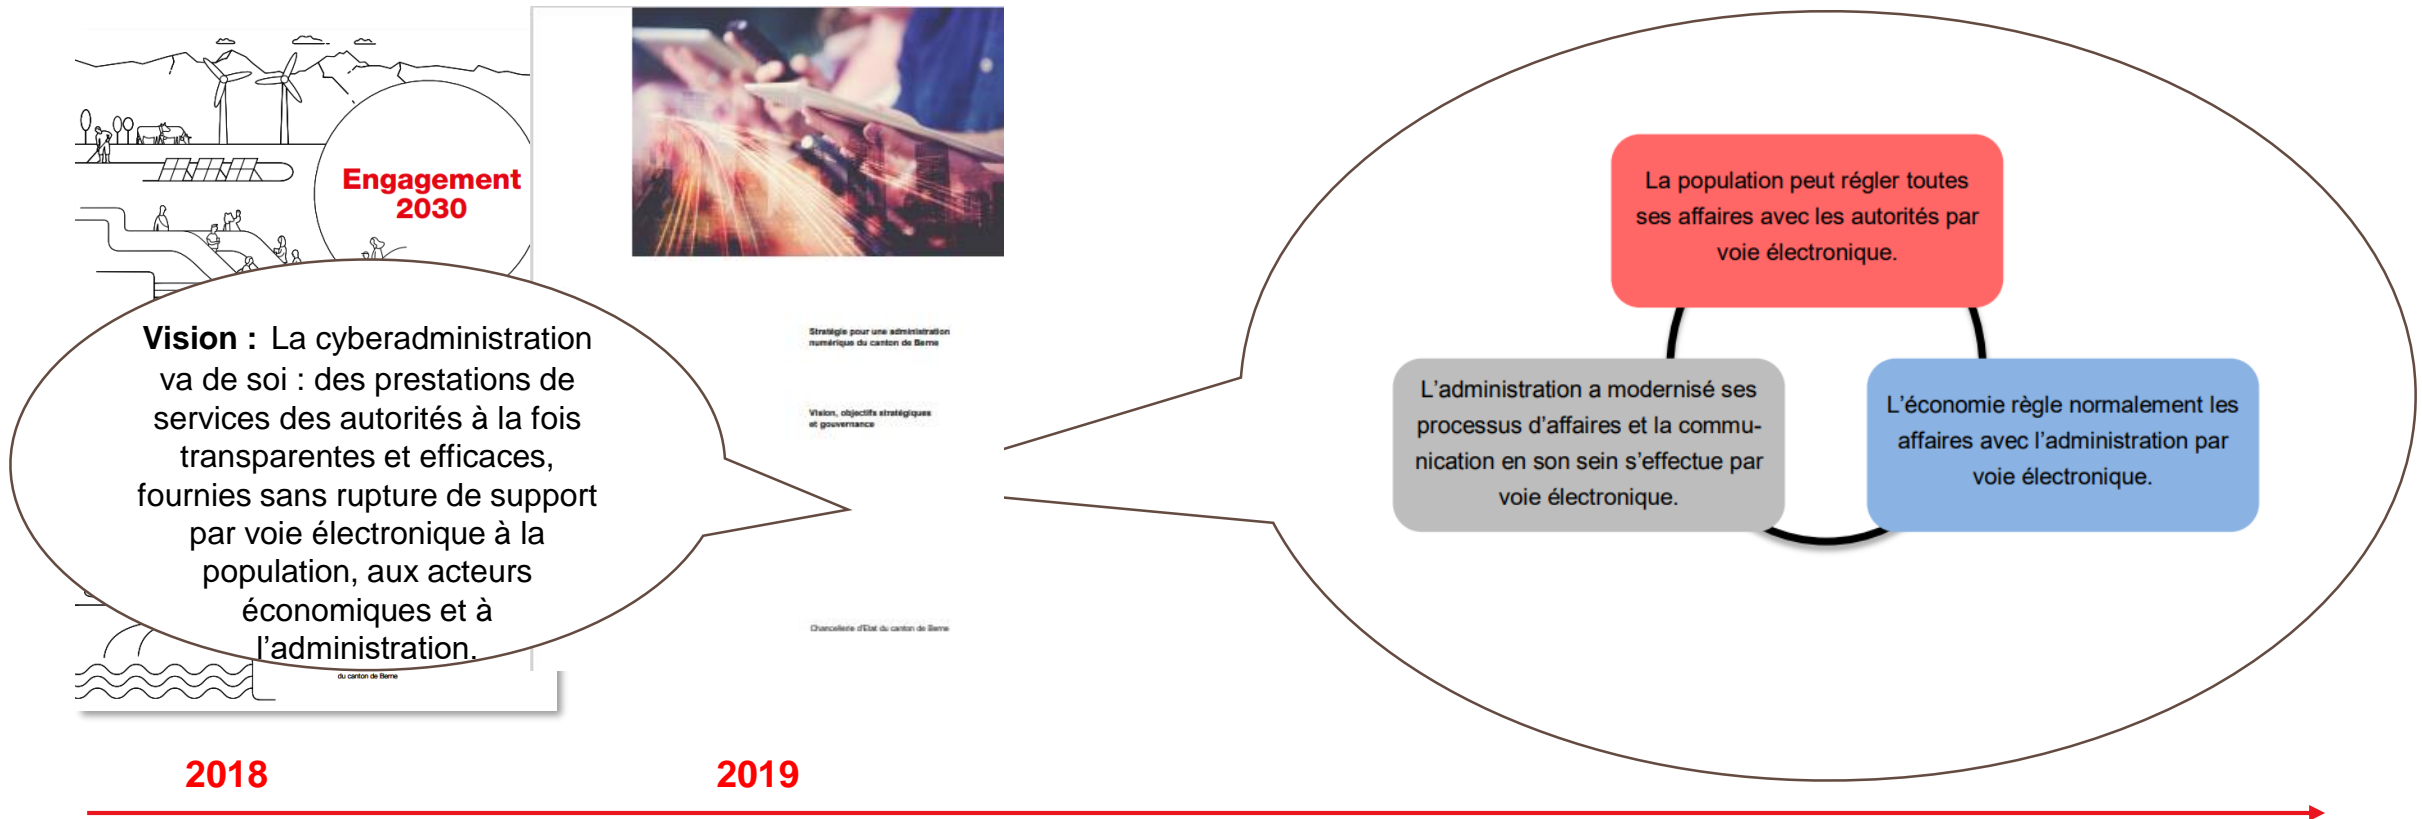 Engagement
2030
Vision : La cyberadministration
va de soi : des prestations de
services des autorités à la fois
transparentes et efficaces,
fournies sans rupture de support
par voie électronique à la
population, aux acteurs
économiques et à
l’administration.
du canton de Berne
Stratégie pour une administration
numérique du canton de Berne
Vision, objectifs stratégiques
et gouvernance
Chancellerie d'Etat du canton de Berne
La population peut régler toutes
ses affaires avec les autorités par
voie électronique.
L’administration a modernisé ses
processus d’affaires et la commu-
nication en son sein s’effectue par
voie électronique.
L’économie règle normalement les
affaires avec l’administration par
voie électronique.
2018
2019